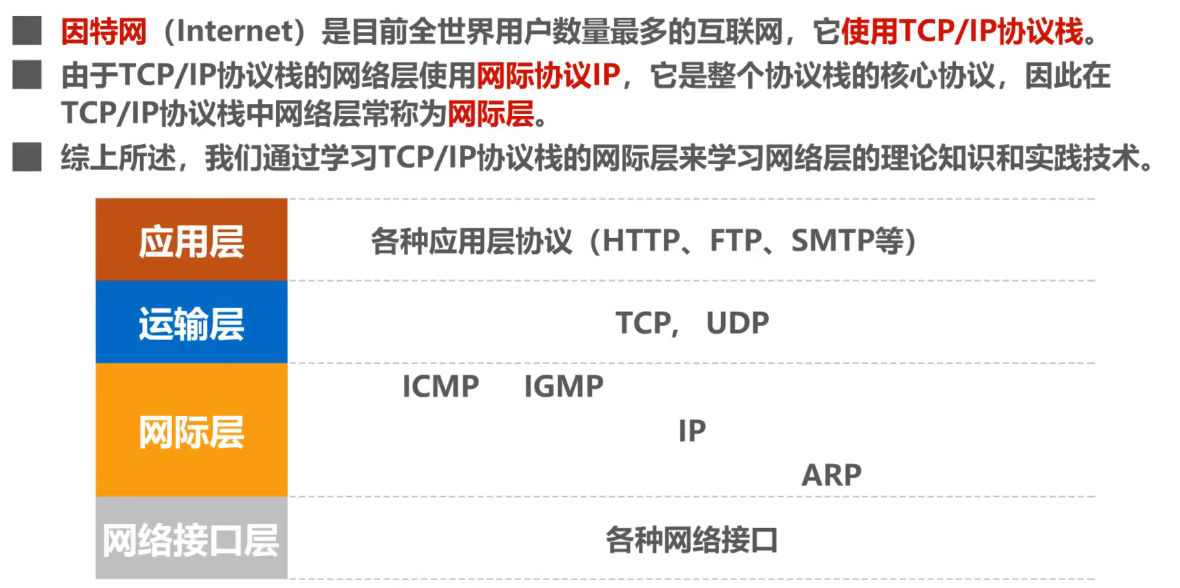 因特网（Internet）是目前全世界用户数量最多的互联网，它使用TCP/IP协议栈。
由于TCP/IP协议栈的网络层使用网际协议IP，它是整个协议栈的核心协议，因此在
TCP/IP协议栈中网络层常称为网际层。
综上所述，我们通过学习TCP/IP协议栈的网际层来学习网络层的理论知识和实践技术。
应用层
各种应用层协议（HTTP、FTP、SMTP等）
运输层
TCP, UDP
网际层
ICMP IGMP
IP
ARP
网络接口层
各种网络接口